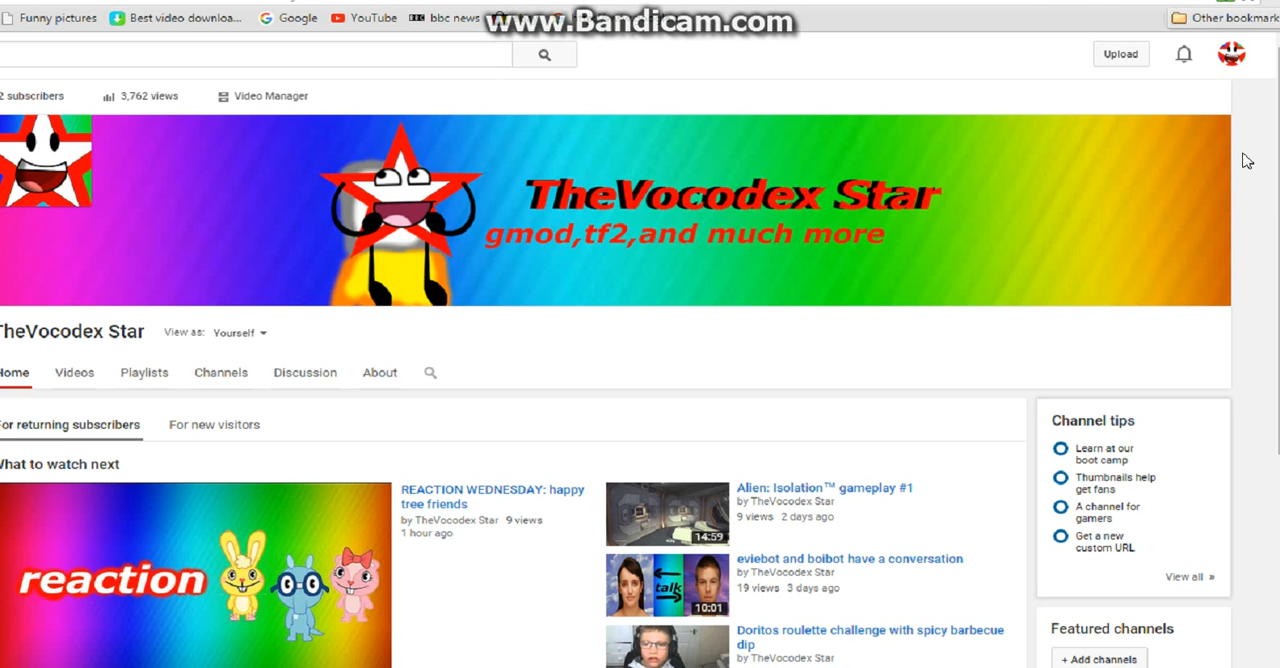 Funny pictures Best video downloa... Google YouTube BBC bbc news
www.Bandicam.com
Other bookmark
Upload
2 subscribers 3,762 views Video Manager
TheVocodex Star
gmod,tf2,and much more
TheVocodex Star View as: Yourself
Home Videos Playlists Channels Discussion About
For returning subscribers For new visitors
What to watch next
reaction
REACTION WEDNESDAY: happy
tree friends
by TheVocodex Star 9 views
1 hour ago
14:59
Alien: Isolation™ gameplay #1
by TheVocodex Star
9 views 2 days ago
talk
10:01
eviebot and boibot have a conversation
by TheVocodex Star
19 views 3 days ago
Doritos roulette challenge with spicy barbecue
dip
by TheVocodex Star
Channel tips
Learn at our
boot camp
Thumbnails help
get fans
A channel for
gamers
Get a new
custom URL
View all »
Featured channels
+ Add channels